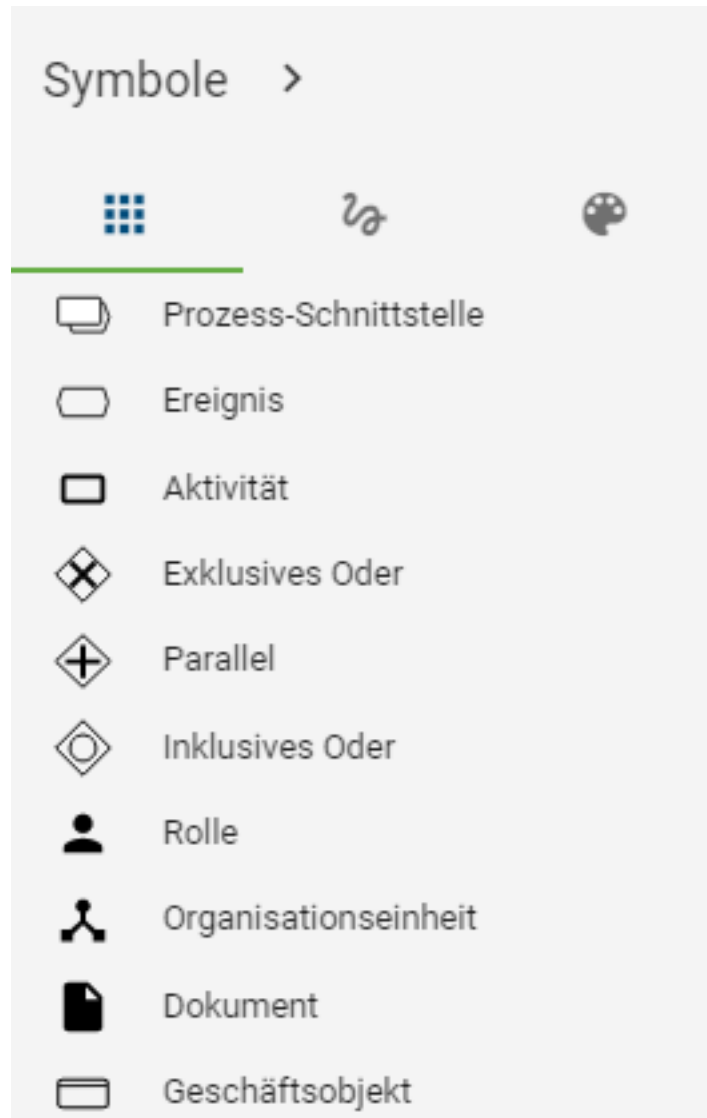 Symbole
Prozess-Schnittstelle
Ereignis
Aktivität
Exklusives Oder
Parallel
Inklusives Oder
Rolle
Organisationseinheit
Dokument
Geschäftsobjekt